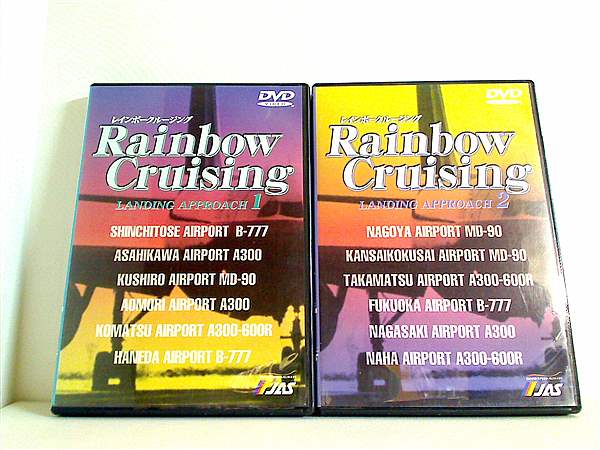 DVD
VIDEO
レインボークルージング
Rainbow
Cruising
LANDING APPROACH 1
SHINCHITOSE AIRPORT B-777
ASAHIKAWA AIRPORT A300
KUSHIRO AIRPORT MD-90
AOMORI AIRPORT A300
KOMATSU AIRPORT A300-600R
HANEDA AIRPORT B-777
JAS
DVD
レインボークルージング
Rainbow
Cruising
LANDING APPROACH 2
NAGOYA AIRPORT MD-90
KANSAIKOKUSAI AIRPORT MD-90
TAKAMATSU AIRPORT A300-600R
FUKUOKA AIRPORT B-777
NAGASAKI AIRPORT A300
NAHA AIRPORT A300-600R
JAS